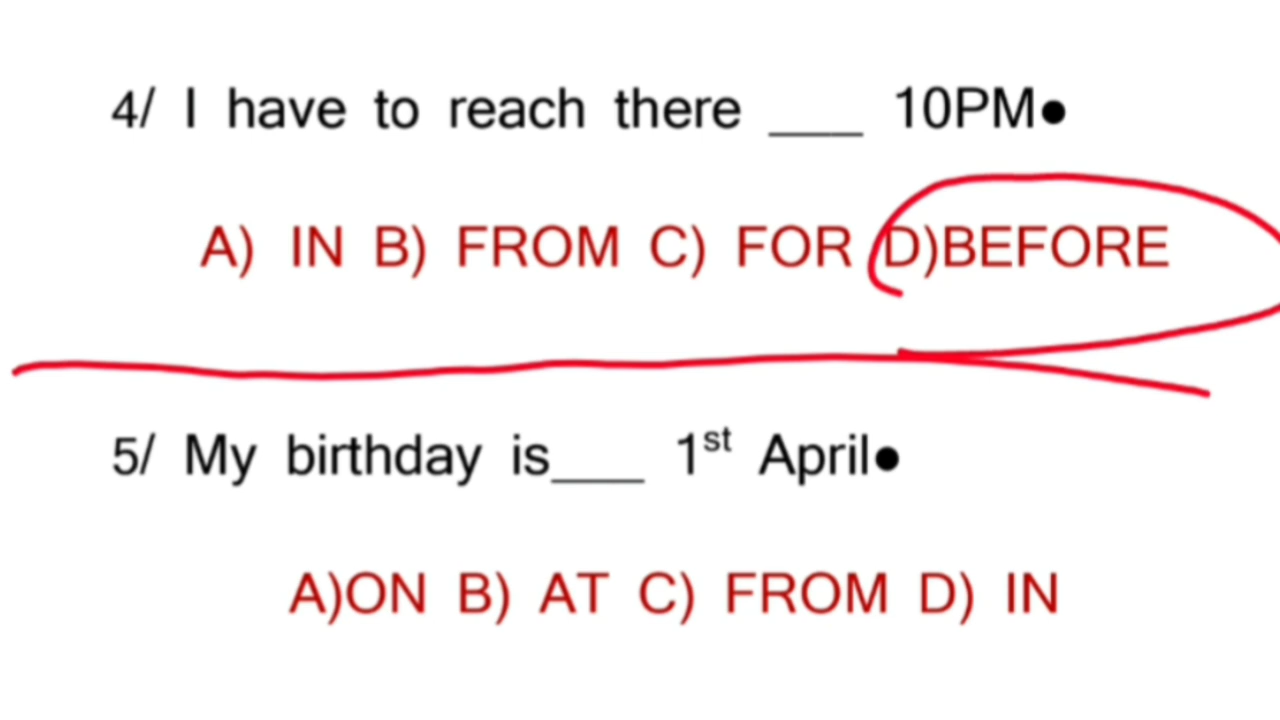 4/ I have to reach there ___ 10PM●
A) IN B) FROM C) FOR D)BEFORE
5/ My birthday is___ 1st April●
A)ON B) AT C) FROM D) IN